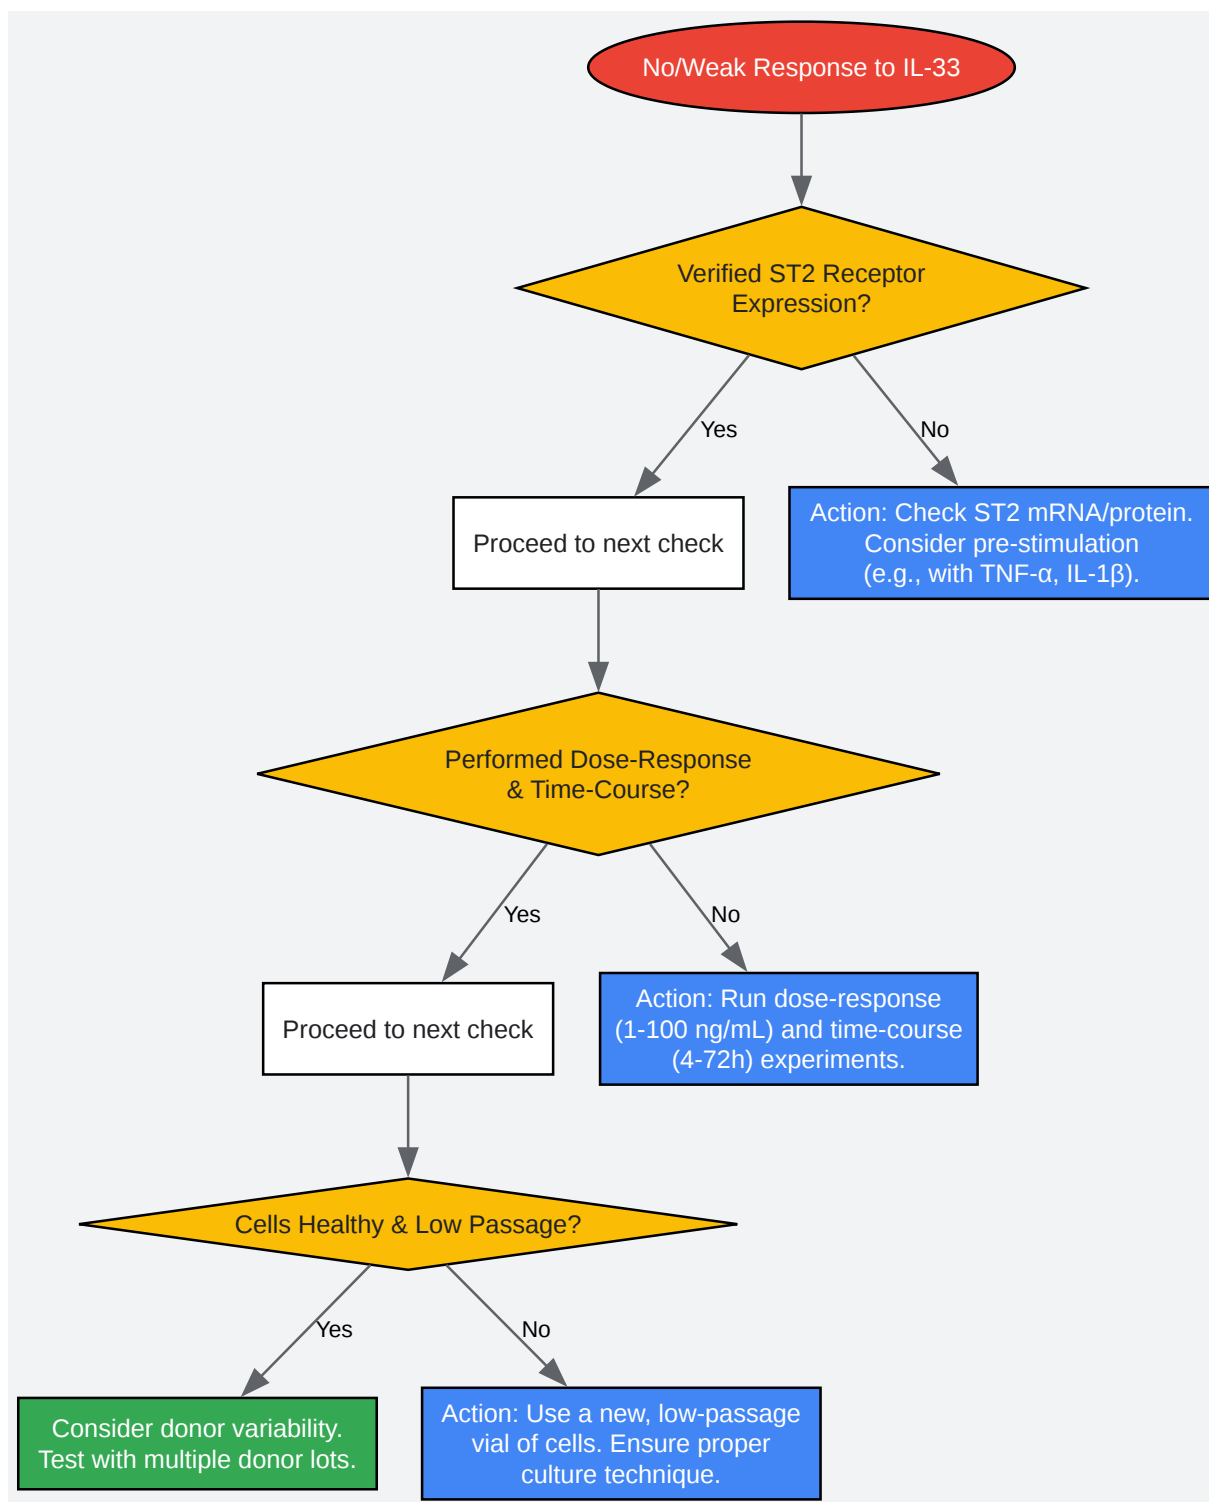 No/Weak Response to IL-33
Verified ST2 Receptor
Expression?
Yes
No
Proceed to next check
Action: Check ST2 mRNA/protein.
Consider pre-stimulation
(e.g., with TNF-α, IL-1β).
Performed Dose-Response
& Time-Course?
Yes
No
Proceed to next check
Action: Run dose-response
(1-100 ng/mL) and time-course
(4-72h) experiments.
Cells Healthy & Low Passage?
Yes
No
Consider donor variability.
Test with multiple donor lots.
Action: Use a new, low-passage
vial of cells. Ensure proper
culture technique.